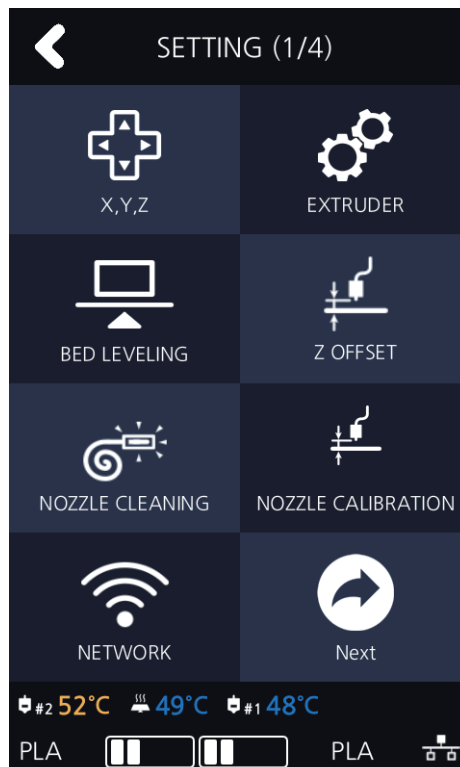 SETTING (1/4)
X,Y,Z
EXTRUDER
BED LEVELING
Z OFFSET
NOZZLE CLEANING
NOZZLE CALIBRATION
NETWORK
Next
#2 52°C #1 49°C #1 48°C
PLA PLA